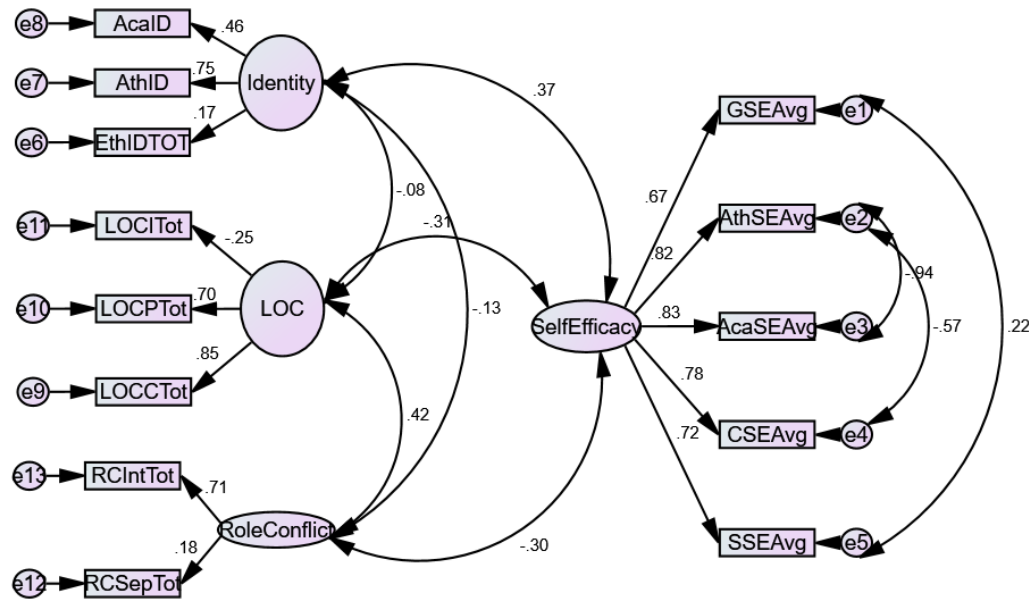 e8
AcaID
.46
e7
AthID
.75
Identity
e6
EthIDTOT
.17
.37
GSEAvg
e1
-.08
.67
e11
LOCITot
-.25
-.31
AthSEAvg
e2
.82
-.94
e10
LOCPTot
.70
LOC
-.13
SelfEfficacy
.83
AcaSEAvg
e3
-.57
.22
.85
e9
LOCCTot
.78
.42
.72
CSEAvg
e4
e13
RCIntTot
.71
RoleConflict
.18
-.30
SSEAvg
e5
e12
RCSepTot